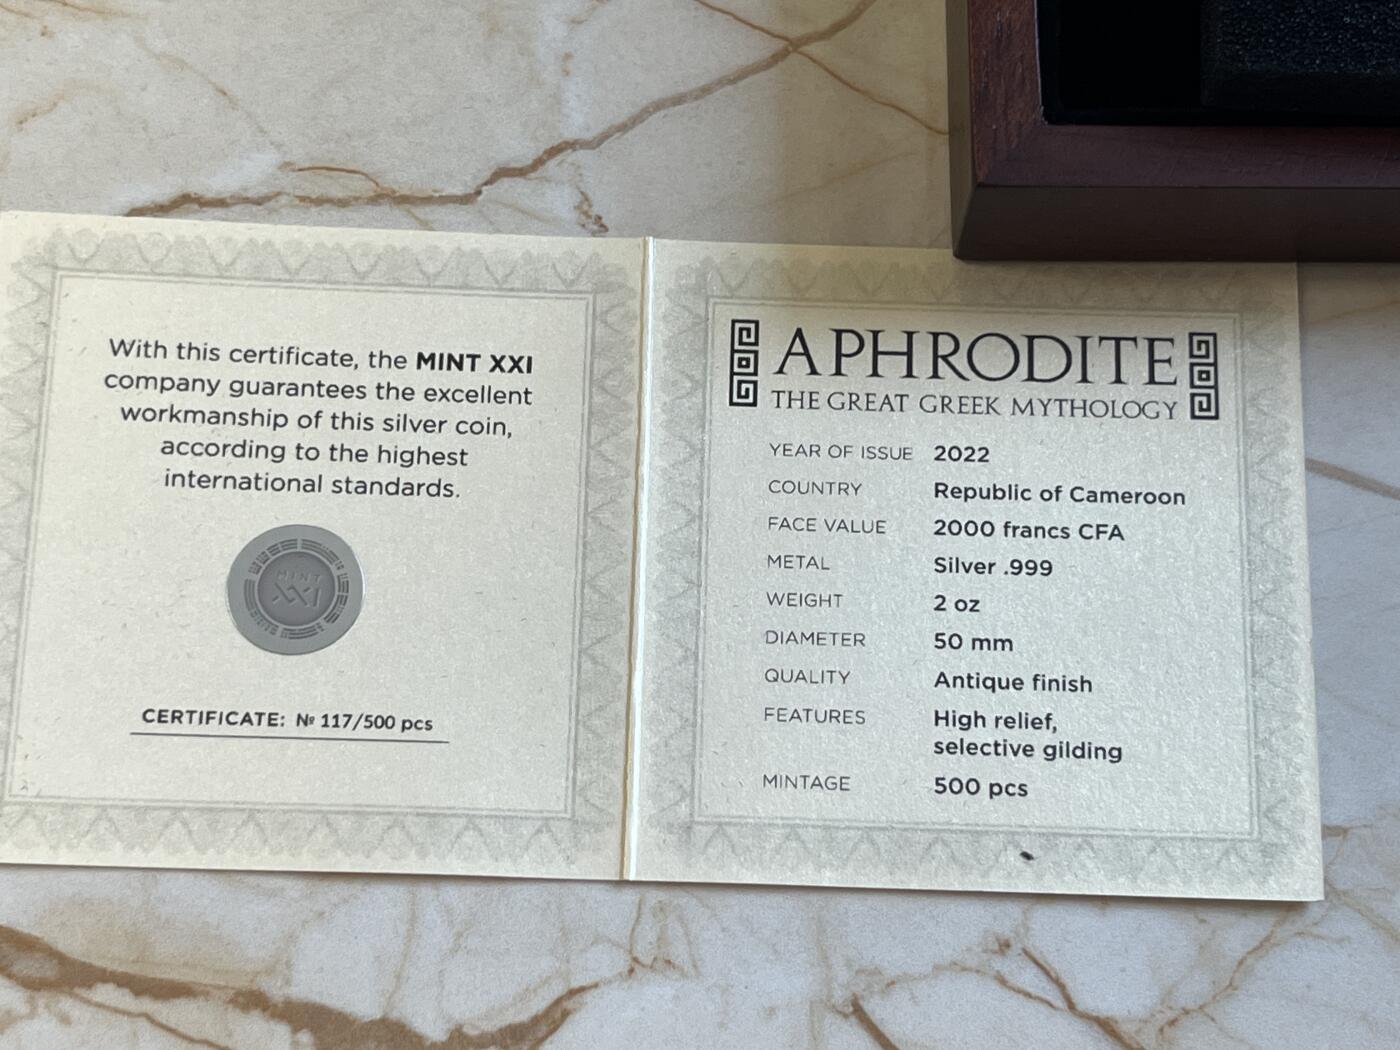 With this certificate, the MINT XXI
company guarantees the excellent
workmanship of this silver coin,
according to the highest
international standards.
MINT
XXI
CERTIFICATE: № 117/500 pcs
APHRODITE
THE GREAT GREEK MYTHOLOGY
YEAR OF ISSUE 2022
COUNTRY Republic of Cameroon
FACE VALUE 2000 francs CFA
METAL Silver .999
WEIGHT 2 oz
DIAMETER 50 mm
QUALITY Antique finish
FEATURES High relief,
selective gilding
MINTAGE 500 pcs